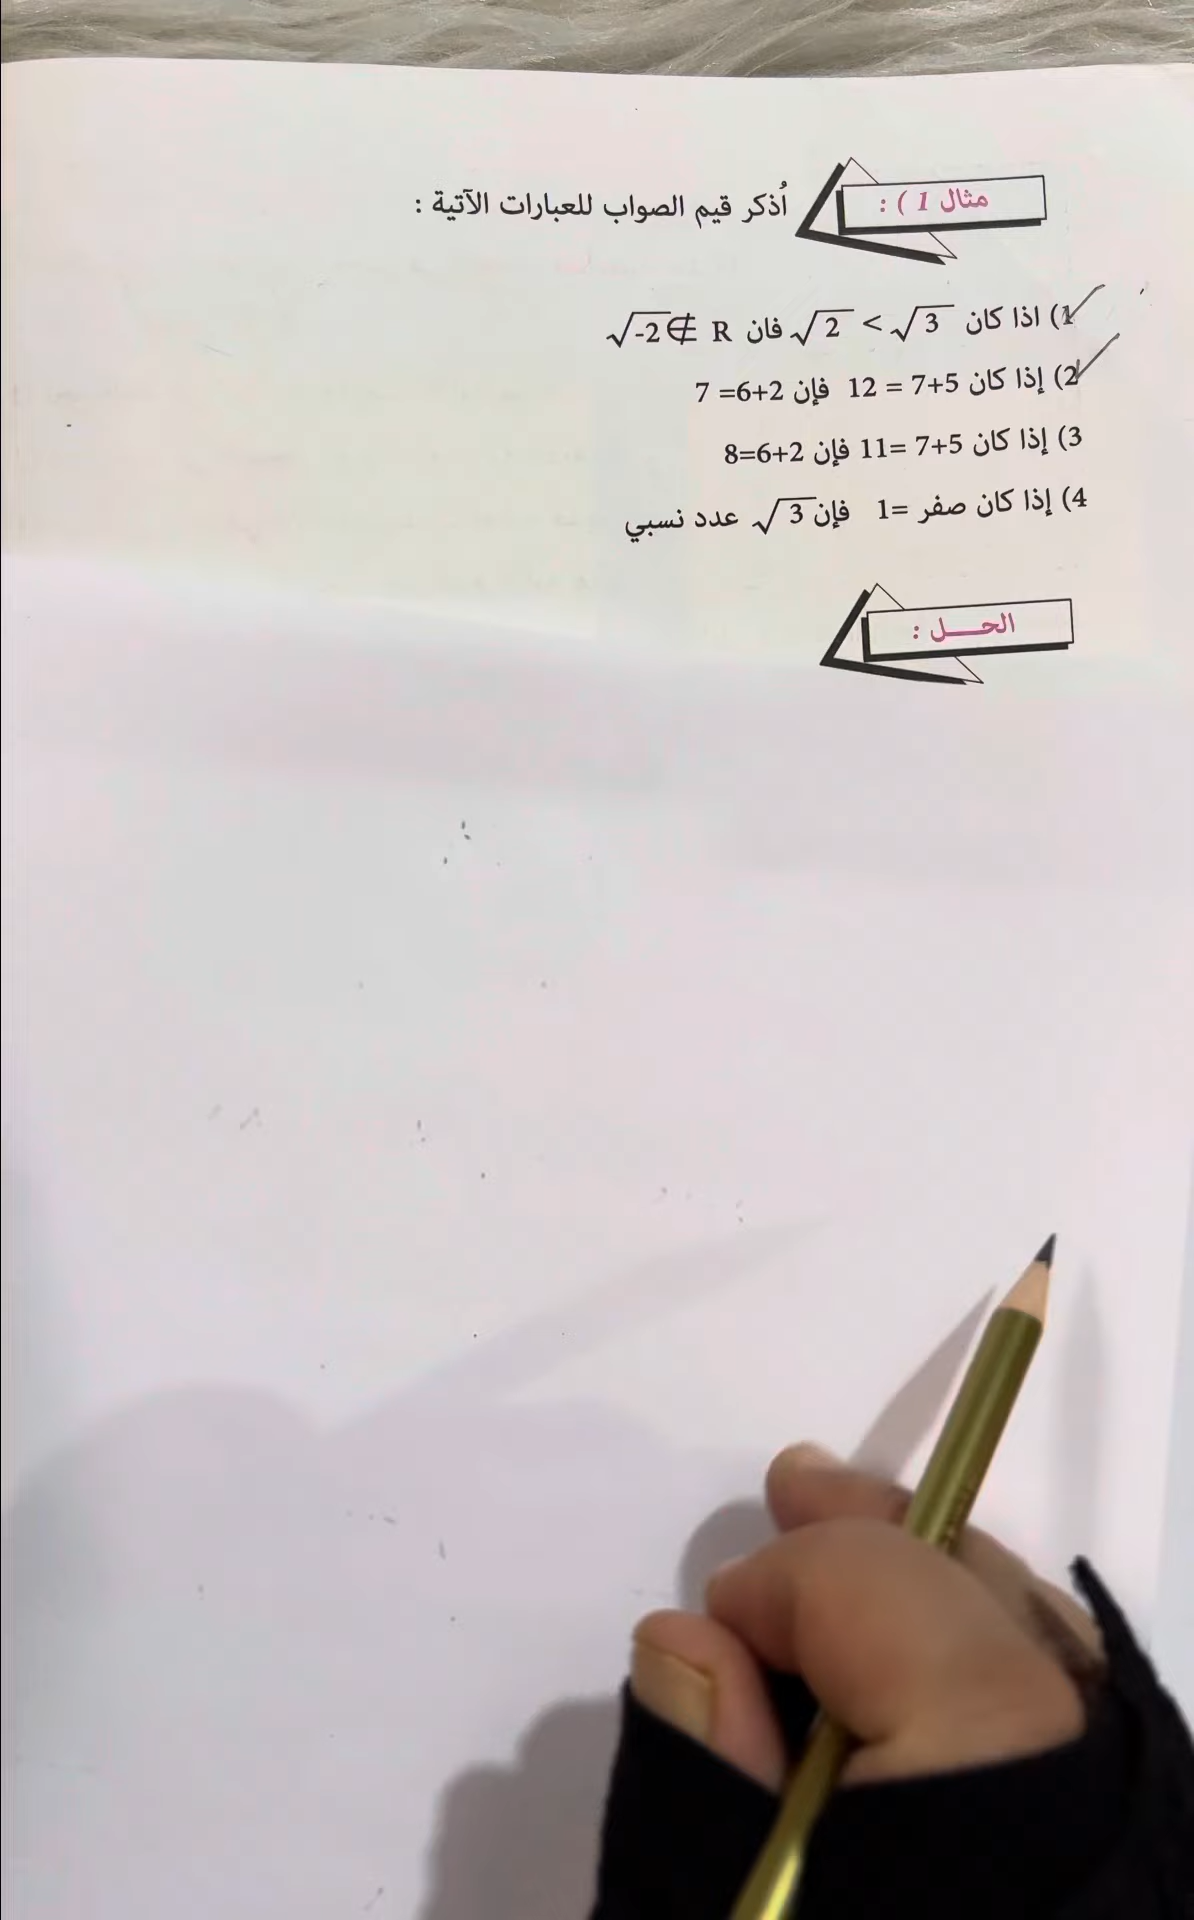 مثال 1 ) :
أُذكر قيم الصواب للعبارات الآتية :
1) اذا كان √2 < √3 فان √-2 ∉ R
2) إذا كان 7+5 = 12 فإن 6+2= 7
3) إذا كان 7+5 =11 فإن 6+2=8
4) إذا كان صفر =1 فإن √3 عدد نسبي
الحـــل :